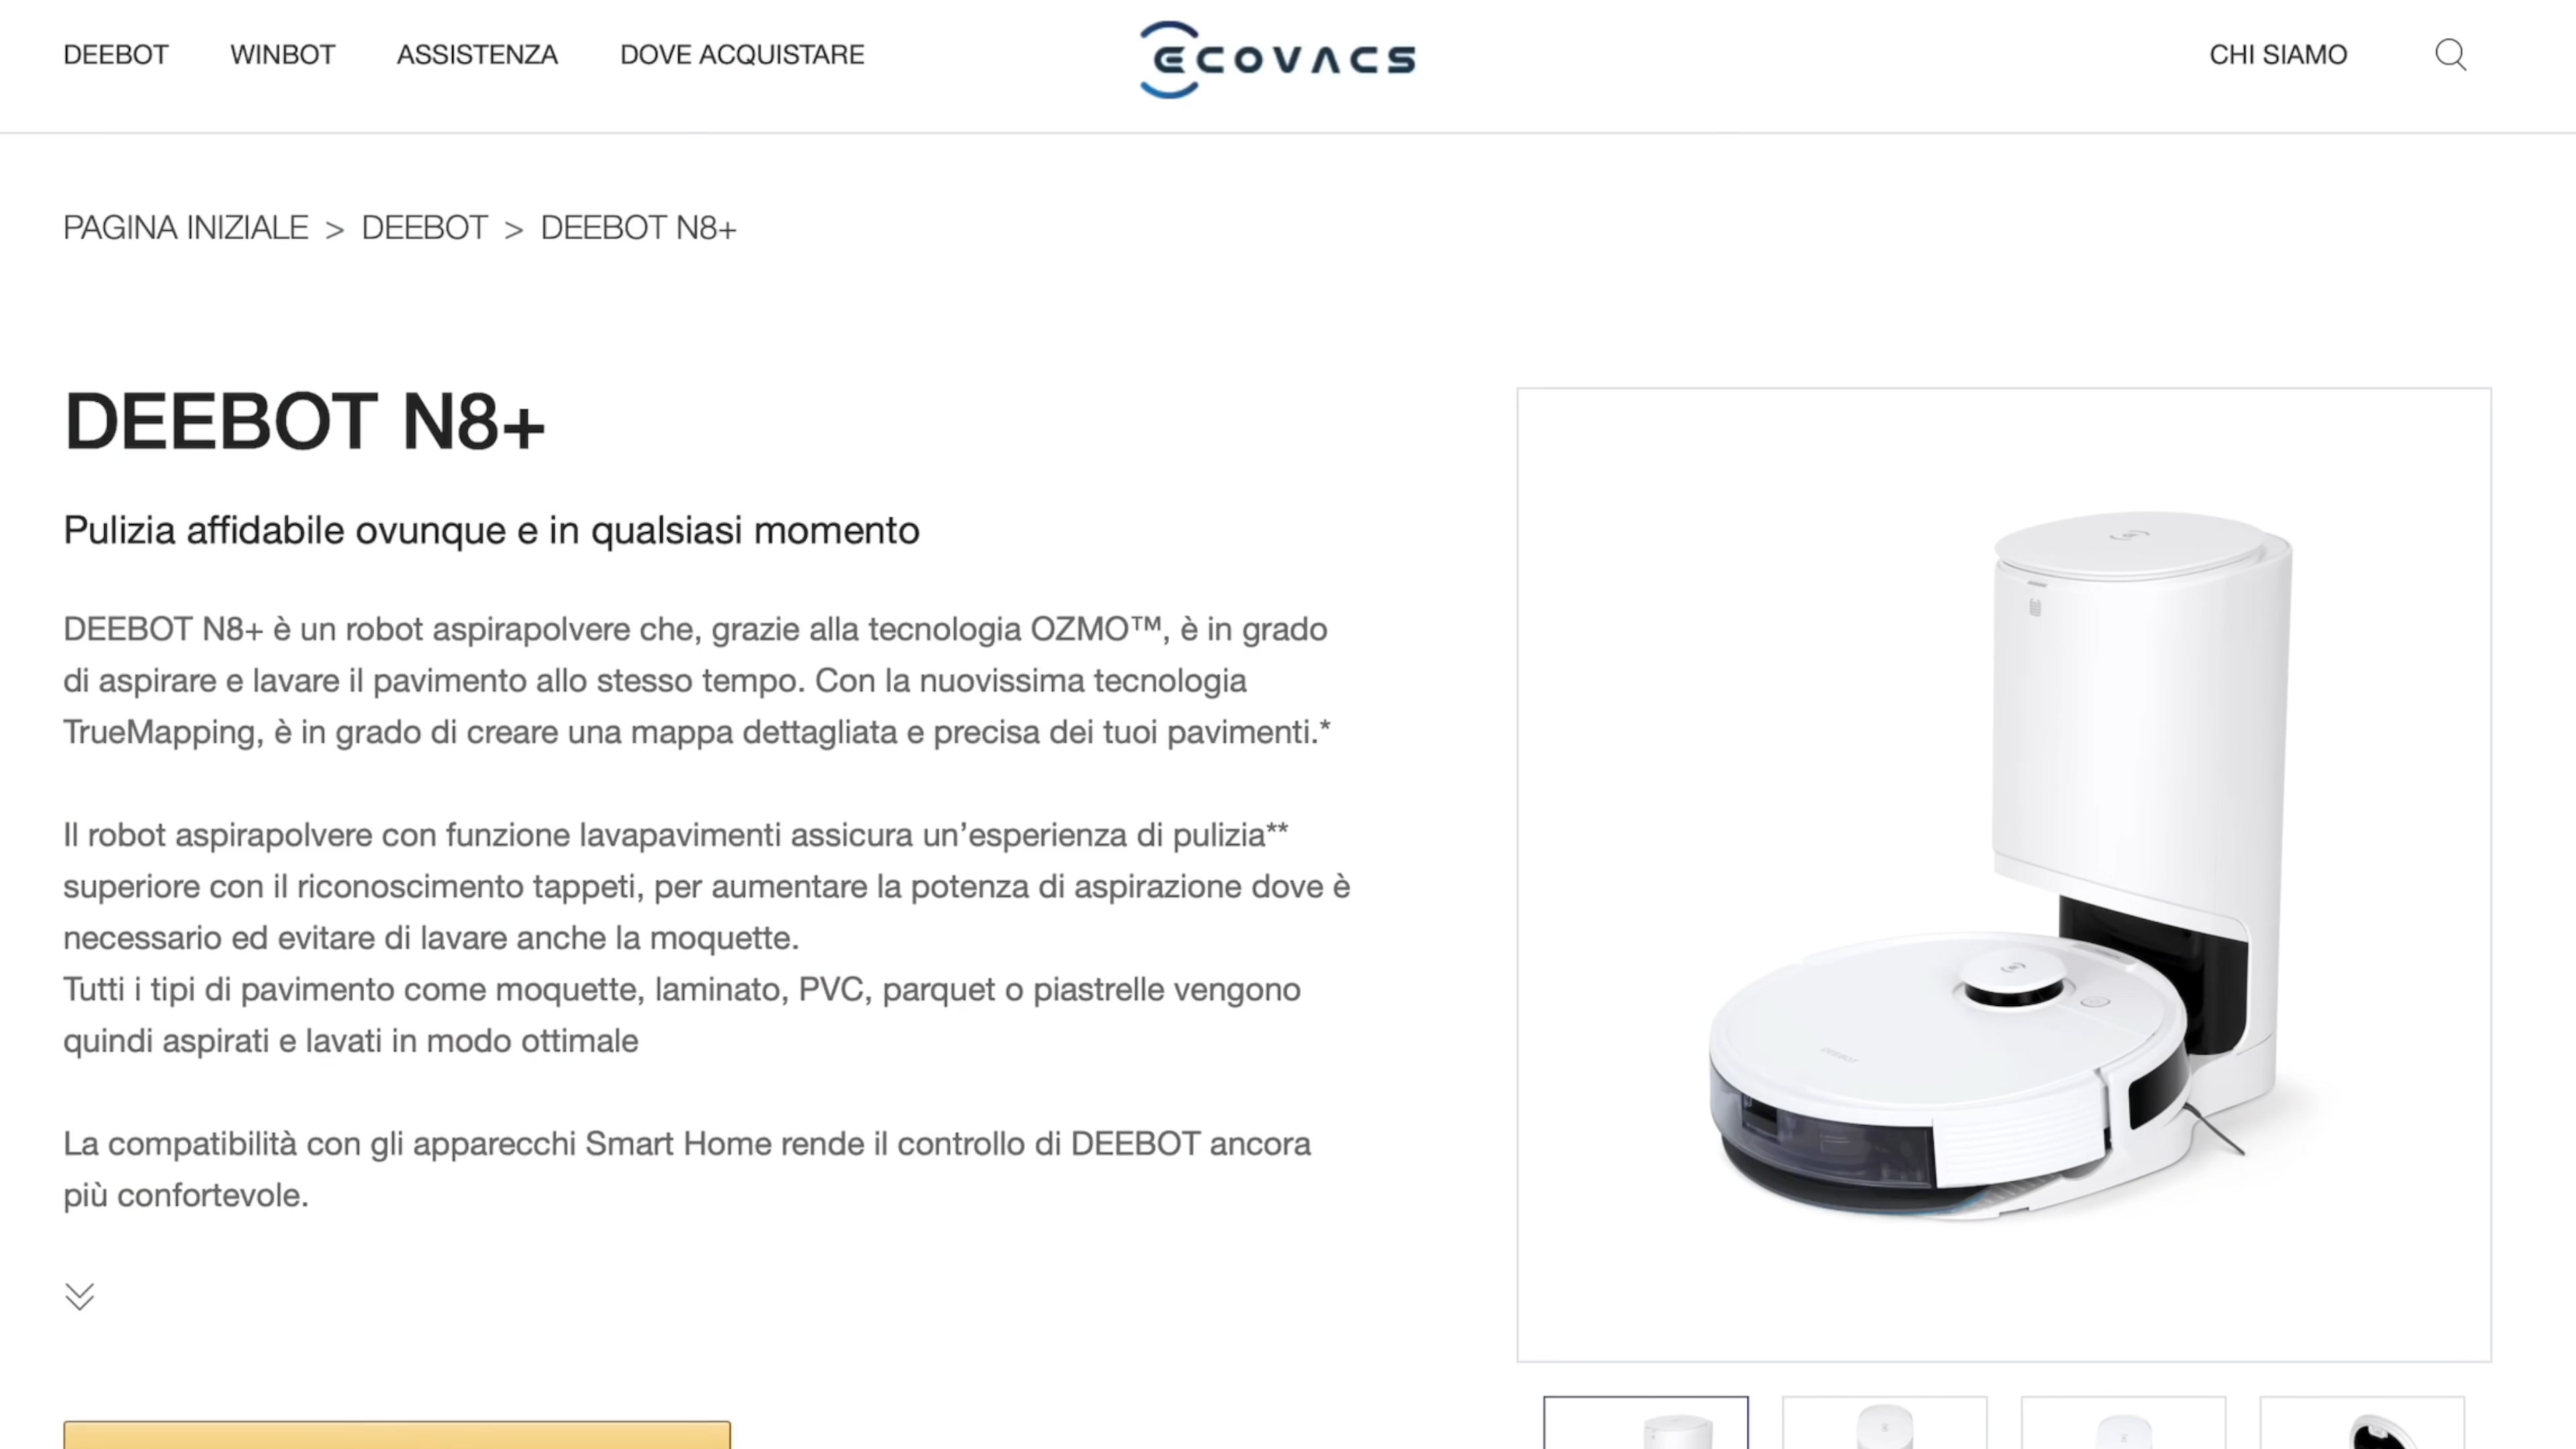 DEEBOT WINBOT ASSISTENZA DOVE ACQUISTARE ECOVACS CHI SIAMO
PAGINA INIZIALE > DEEBOT > DEEBOT N8+
DEEBOT N8+
Pulizia affidabile ovunque e in qualsiasi momento
DEEBOT N8+ è un robot aspirapolvere che, grazie alla tecnologia OZMO™, è in grado
di aspirare e lavare il pavimento allo stesso tempo. Con la nuovissima tecnologia
TrueMapping, è in grado di creare una mappa dettagliata e precisa dei tuoi pavimenti.*
Il robot aspirapolvere con funzione lavapavimenti assicura un’esperienza di pulizia**
superiore con il riconoscimento tappeti, per aumentare la potenza di aspirazione dove è
necessario ed evitare di lavare anche la moquette.
Tutti i tipi di pavimento come moquette, laminato, PVC, parquet o piastrelle vengono
quindi aspirati e lavati in modo ottimale
La compatibilità con gli apparecchi Smart Home rende il controllo di DEEBOT ancora
più confortevole.
DEEBOT